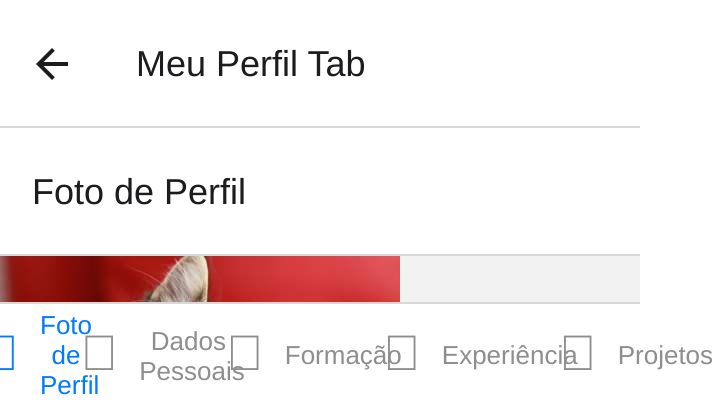 Meu Perfil Tab
Foto de Perfil
Foto
de
Perfil
Dados
Pessoais
Formação
Experiência
Projetos